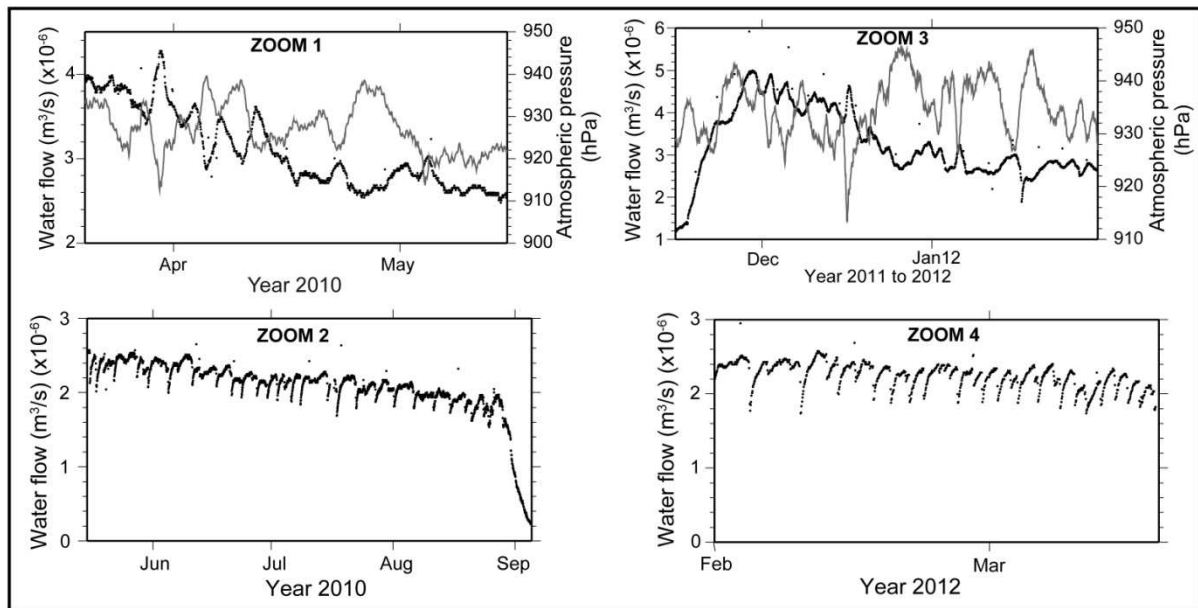 ZOOM 1
Water flow (m³/s) (x10⁻⁶)
4
3
2
950
940
930
920
910
900
Atmospheric pressure
(hPa)
Apr
May
Year 2010
ZOOM 3
Water flow (m³/s) (x10⁻⁶)
6
5
4
3
2
1
950
940
930
920
910
Atmospheric pressure
(hPa)
Dec
Jan12
Year 2011 to 2012
ZOOM 2
Water flow (m³/s) (x10⁻⁶)
3
2
1
0
Jun
Jul
Aug
Sep
Year 2010
ZOOM 4
Water flow (m³/s) (x10⁻⁶)
3
2
1
0
Feb
Mar
Year 2012